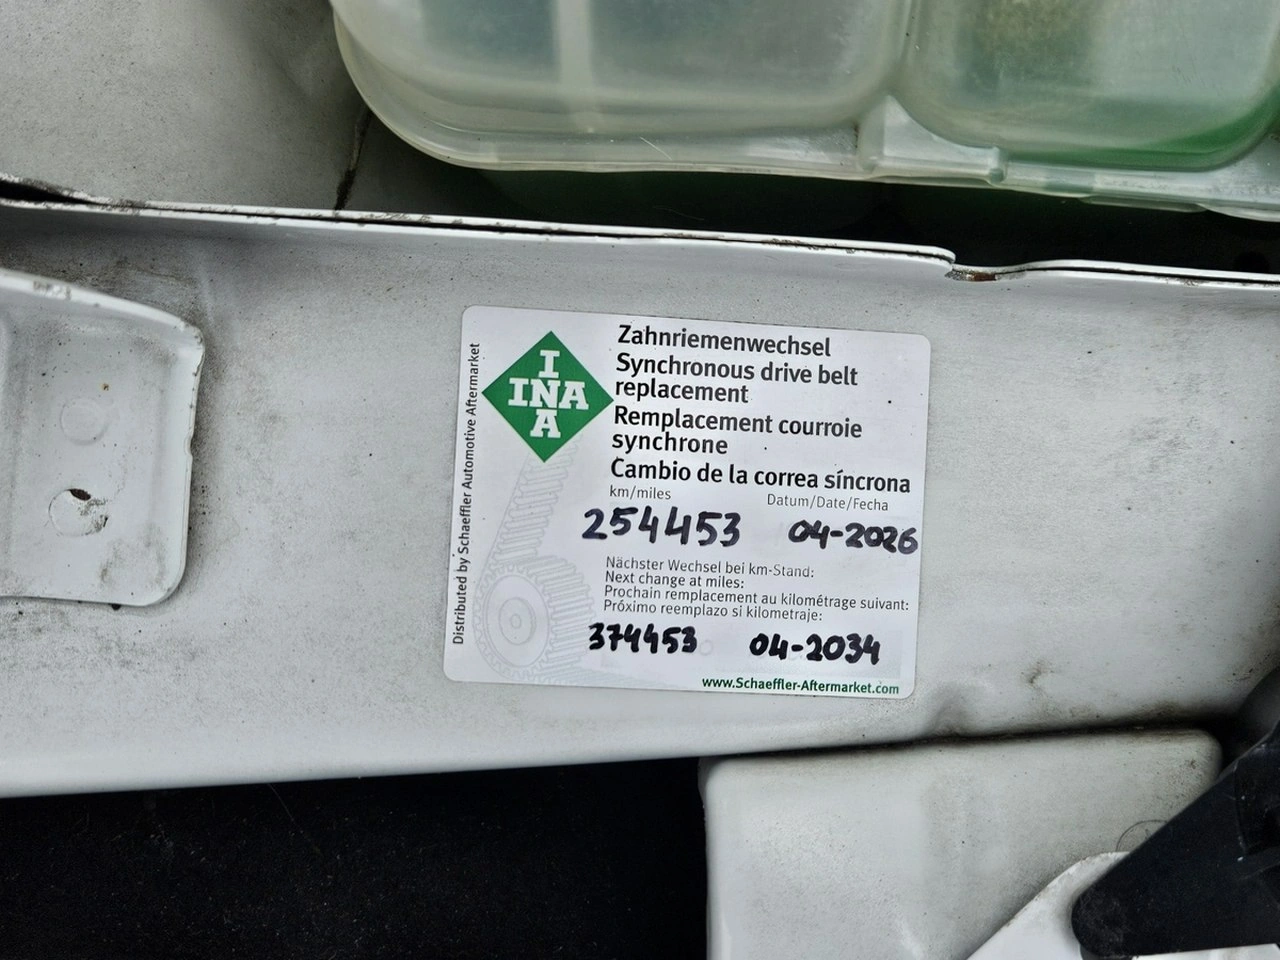 Distributed by Schaeffler Automotive Aftermarket
I
INA
A
Zahnriemenwechsel
Synchronous drive belt
replacement
Remplacement courroie
synchrone
Cambio de la correa síncrona
km/miles Datum/Date/Fecha
254453 04-2026
Nächster Wechsel bei km-Stand:
Next change at miles:
Prochain remplacement au kilométrage suivant:
Próximo reemplazo si kilometraje:
374453 04-2034
www.Schaeffler-Aftermarket.com